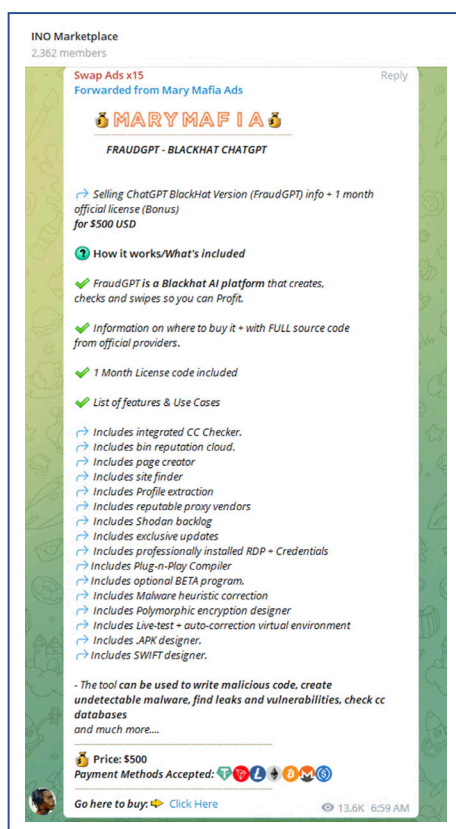 INO Marketplace
2,362 members
Swap Ads x15 Reply
Forwarded from Mary Mafia Ads
MARYMAFIA
FRAUDGPT - BLACKHAT CHATGPT
Selling ChatGPT BlackHat Version (FraudGPT) info + 1 month
official license (Bonus)
for $500 USD
How it works/What's included
FraudGPT is a Blackhat AI platform that creates,
checks and swipes so you can Profit.
Information on where to buy it + with FULL source code
from official providers.
1 Month License code included
List of features & Use Cases
Includes integrated CC Checker.
Includes bin reputation cloud.
Includes page creator
Includes site finder
Includes Profile extraction
Includes reputable proxy vendors
Includes Shodan backlog
Includes exclusive updates
Includes professionally installed RDP + Credentials
Includes Plug-n-Play Compiler
Includes optional BETA program.
Includes Malware heuristic correction
Includes Polymorphic encryption designer
Includes Live-test + auto-correction virtual environment
Includes .APK designer.
Includes SWIFT designer.
- The tool can be used to write malicious code, create
undetectable malware, find leaks and vulnerabilities, check cc
databases
and much more....
Price: $500
Payment Methods Accepted:
Go here to buy: Click Here
13.6K 6:59 AM